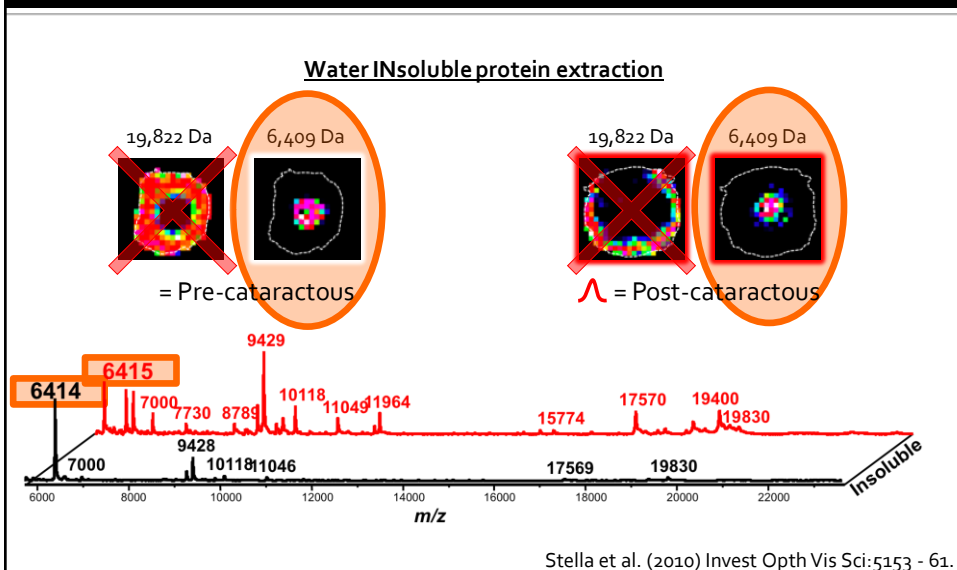 Water INsoluble protein extraction
19,822 Da 6,409 Da 19,822 Da 6,409 Da
= Pre-cataractous = Post-cataractous
9429
6415
6414
7000 7730 8789 10118 11049 11964 15774 17570 19400 19830
7000 9428 10118 11046 17569 19830
6000 8000 10000 12000 14000 16000 18000 20000 22000
Insoluble
m/z
Stella et al. (2010) Invest Opth Vis Sci:5153 - 61.